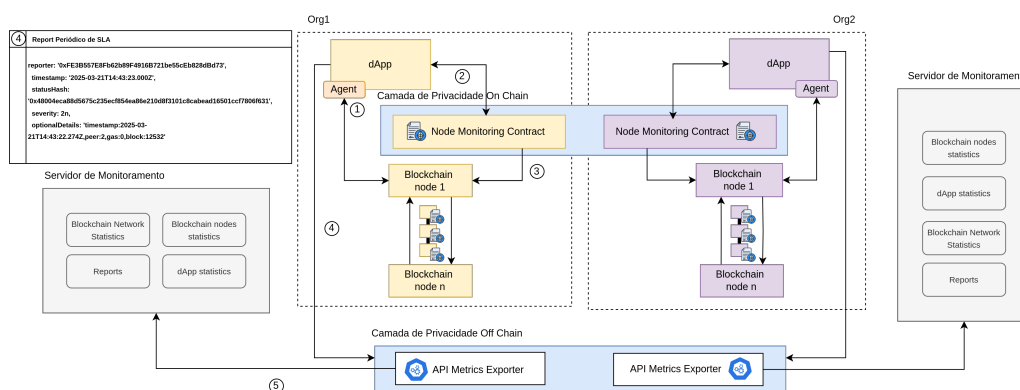 Org1
Org2
4
Report Periódico de SLA
reporter: '0xFE3B557E8Fb62b89F4916B721be55cEb828dBd73',
timestamp: '2025-03-21T14:43:23.000Z',
statusHash:
'0x48004eca88d5675c235ecf854ea86e210d8f3101c8cabead16501ccf7806f631',
severity: 2n,
optionalDetails: 'timestamp:2025-03-
21T14:43:22.274Z,peer:2,gas:0,block:12532'
dApp
Agent
1
2
dApp
Agent
Camada de Privacidade On Chain
Node Monitoring Contract
Node Monitoring Contract
3
Blockchain
node 1
Blockchain
node 1
4
Blockchain
node n
Blockchain
node n
Servidor de Monitoramento
Blockchain Network
Statistics
Blockchain nodes
statistics
Reports
dApp statistics
Servidor de Monitoramen
Blockchain nodes
statistics
dApp statistics
Blockchain Network
Statistics
Reports
Camada de Privacidade Off Chain
API Metrics Exporter
API Metrics Exporter
5